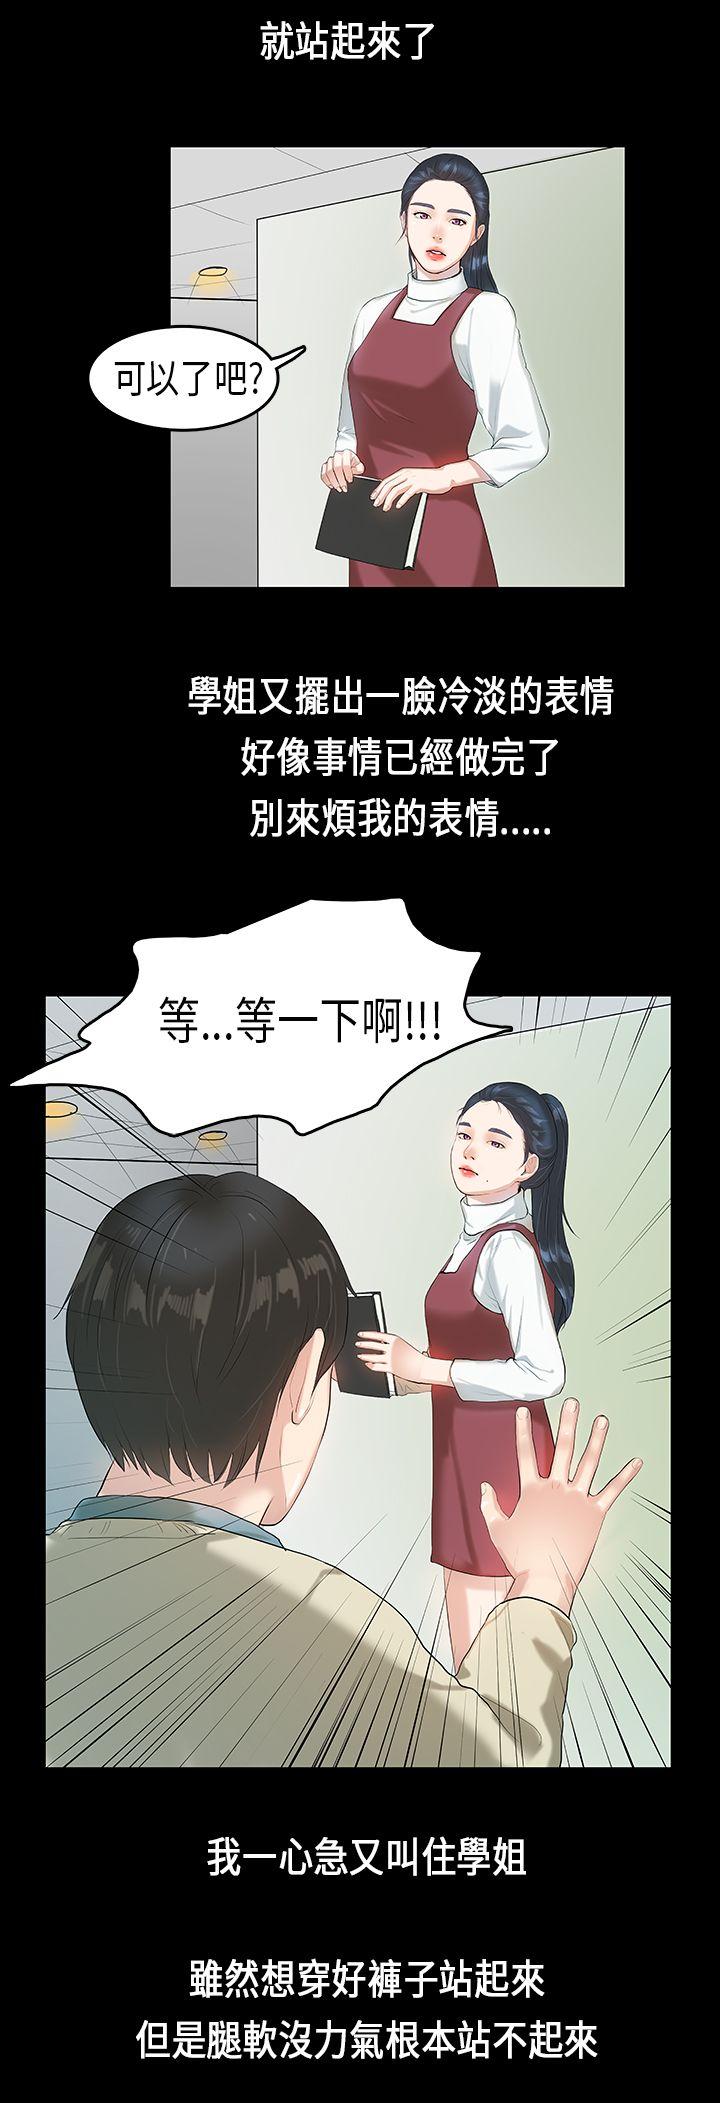 就站起來了
可以了吧?
學姐又擺出一臉冷淡的表情
好像事情已經做完了
別來煩我的表情.....
等...等一下啊!!!
我一心急又叫住學姐
雖然想穿好褲子站起來
但是腿軟沒力氣根本站不起來